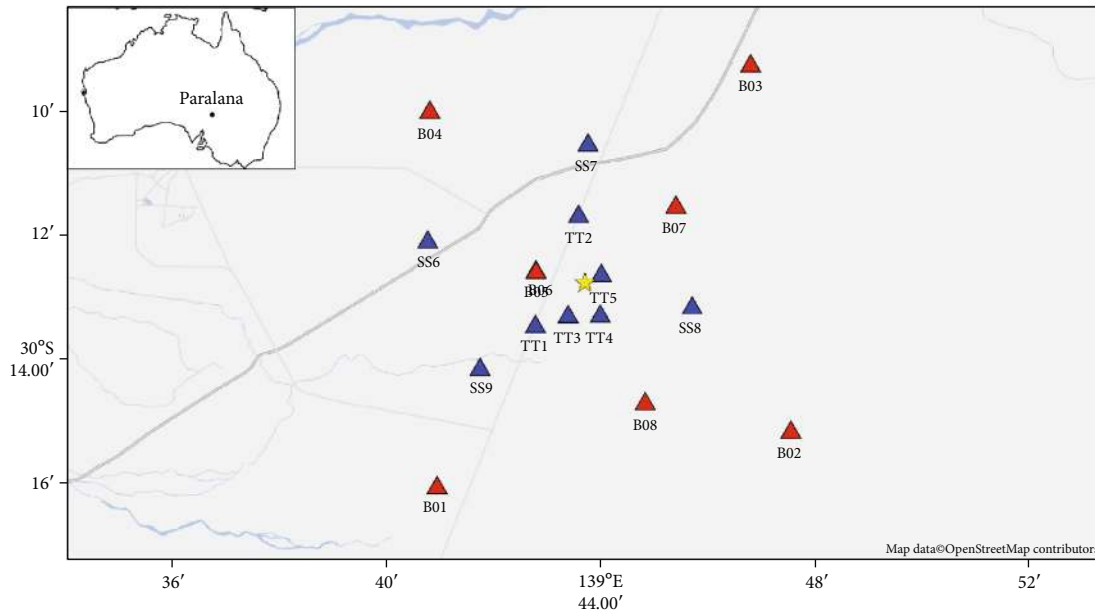 Paralana
10′
12′
30°S
14.00′
16′
B03
B04
SS7
B07
TT2
SS6
B05
B06
TT5
SS8
TT1
TT3
TT4
SS9
B08
B02
B01
Map data©OpenStreetMap contributors
36′
40′
139°E
44.00′
48′
52′